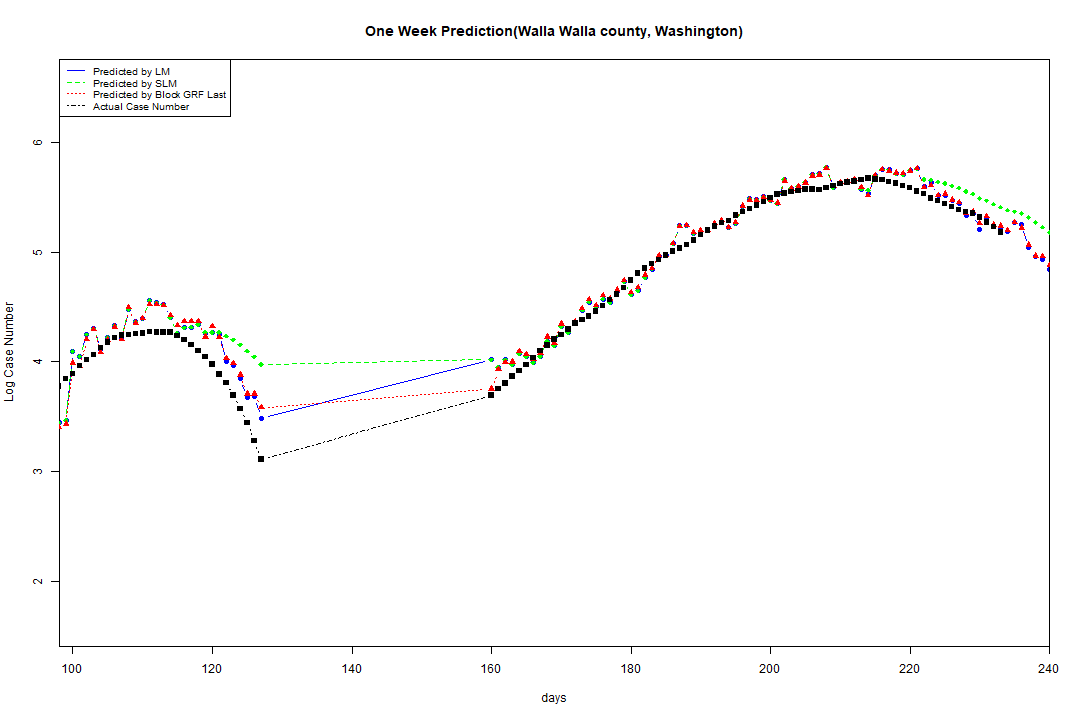 One Week Prediction(Walla Walla county, Washington)
Predicted by LM
Predicted by SLM
Predicted by Block GRF Last
Actual Case Number
6
5
4
3
2
Log Case Number
100 120 140 160 180 200 220 240
days